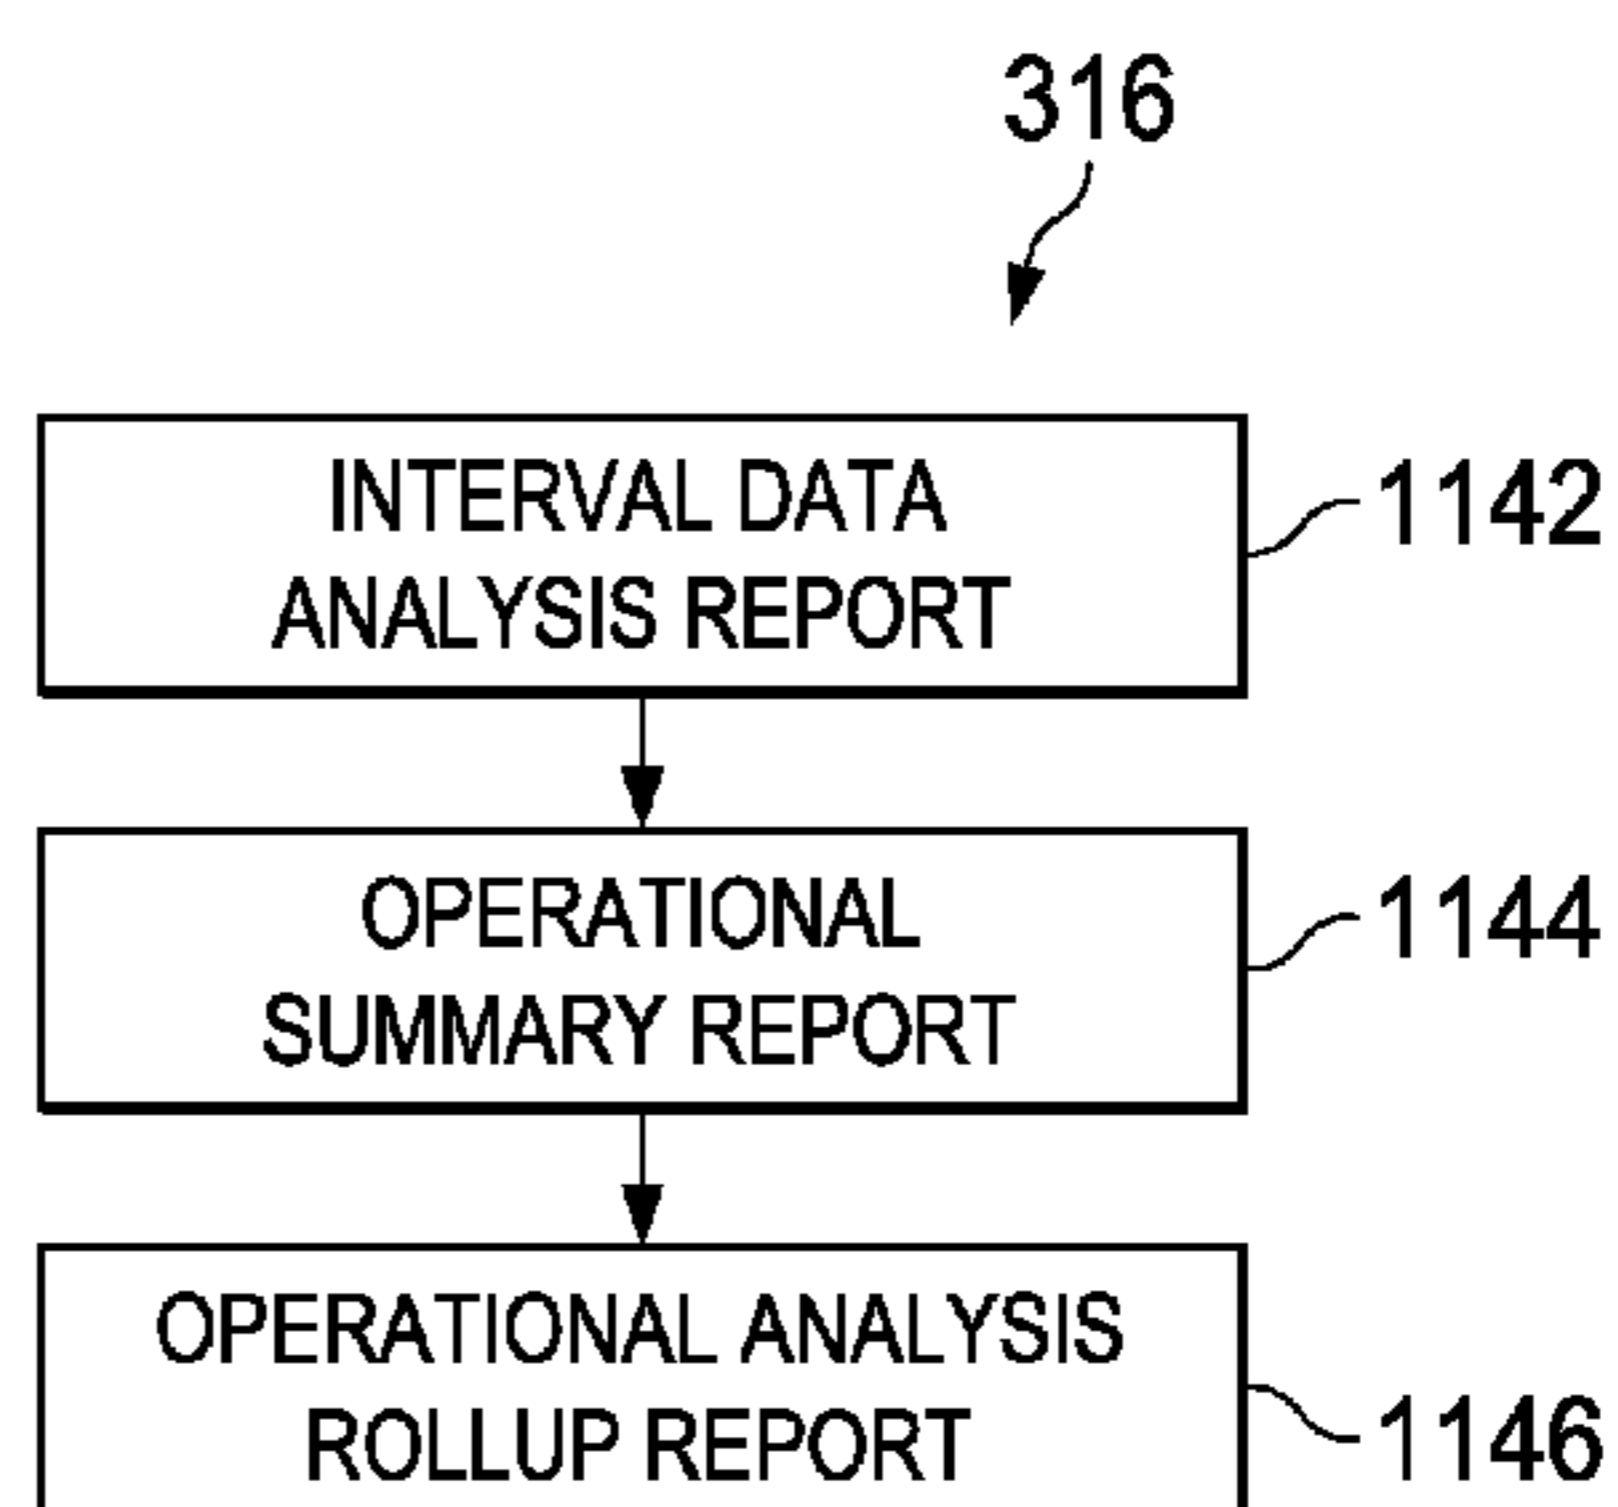 316
INTERVAL DATA
ANALYSIS REPORT
1142
OPERATIONAL
SUMMARY REPORT
1144
OPERATIONAL ANALYSIS
ROLLUP REPORT
1146